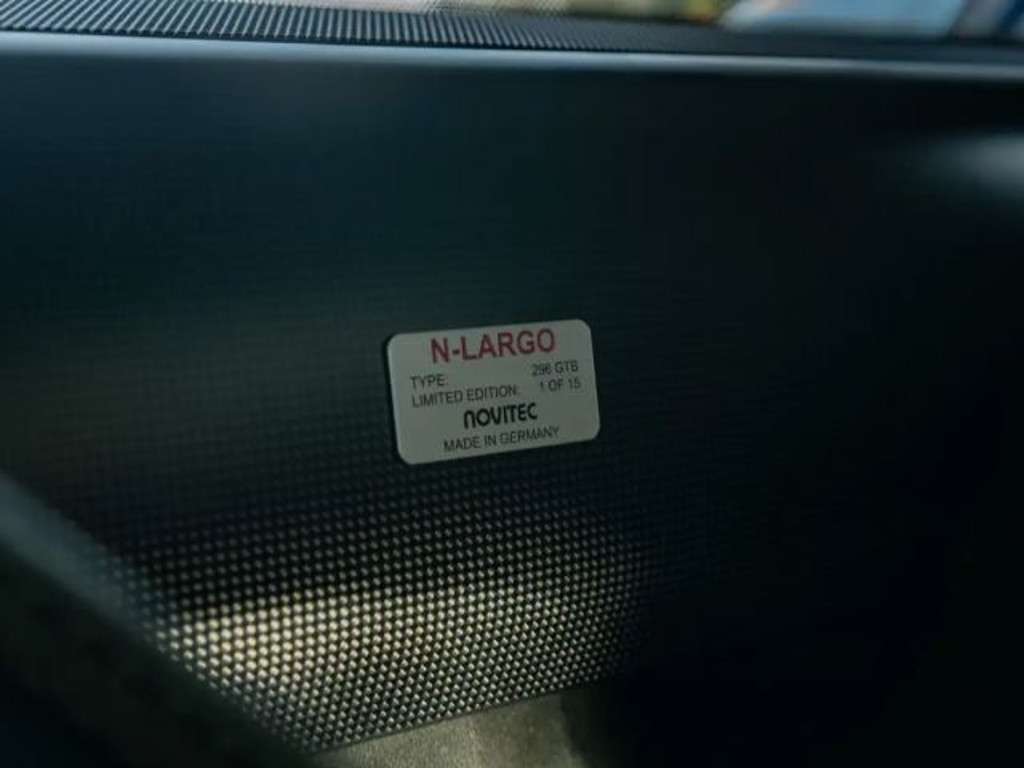 N-LARGO
TYPE: 296 GTB
LIMITED EDITION: 1 OF 15
NOVITEC
MADE IN GERMANY